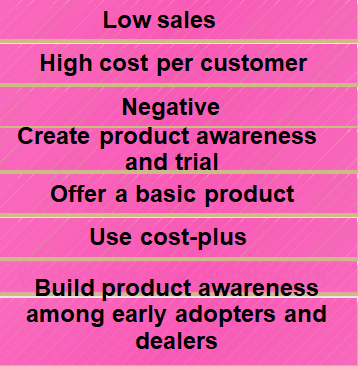 Low sales
High cost per customer
Negative
Create product awareness
and trial
Offer a basic product
Use cost-plus
Build product awareness
among early adopters and
dealers